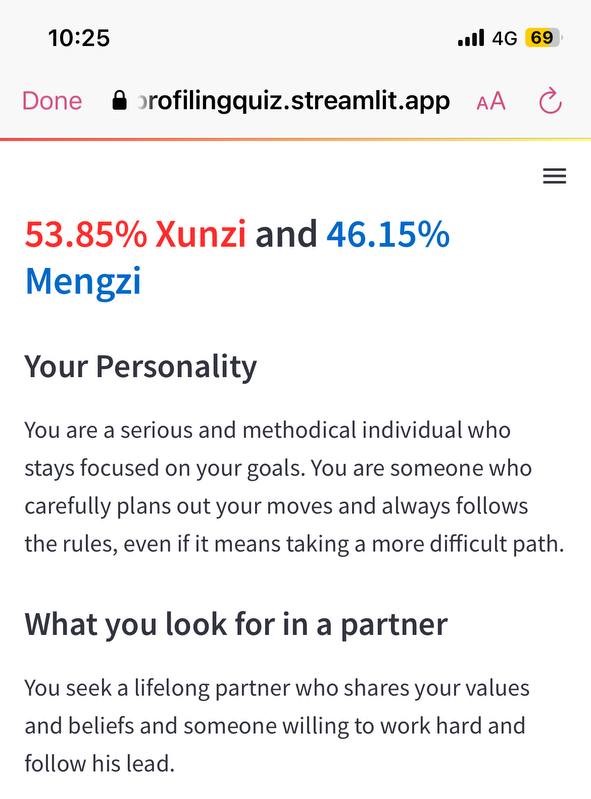 10:25
4G 69
Done rofilingquiz.streamlit.app AA
53.85% Xunzi and 46.15%
Mengzi
Your Personality
You are a serious and methodical individual who
stays focused on your goals. You are someone who
carefully plans out your moves and always follows
the rules, even if it means taking a more difficult path.
What you look for in a partner
You seek a lifelong partner who shares your values
and beliefs and someone willing to work hard and
follow his lead.